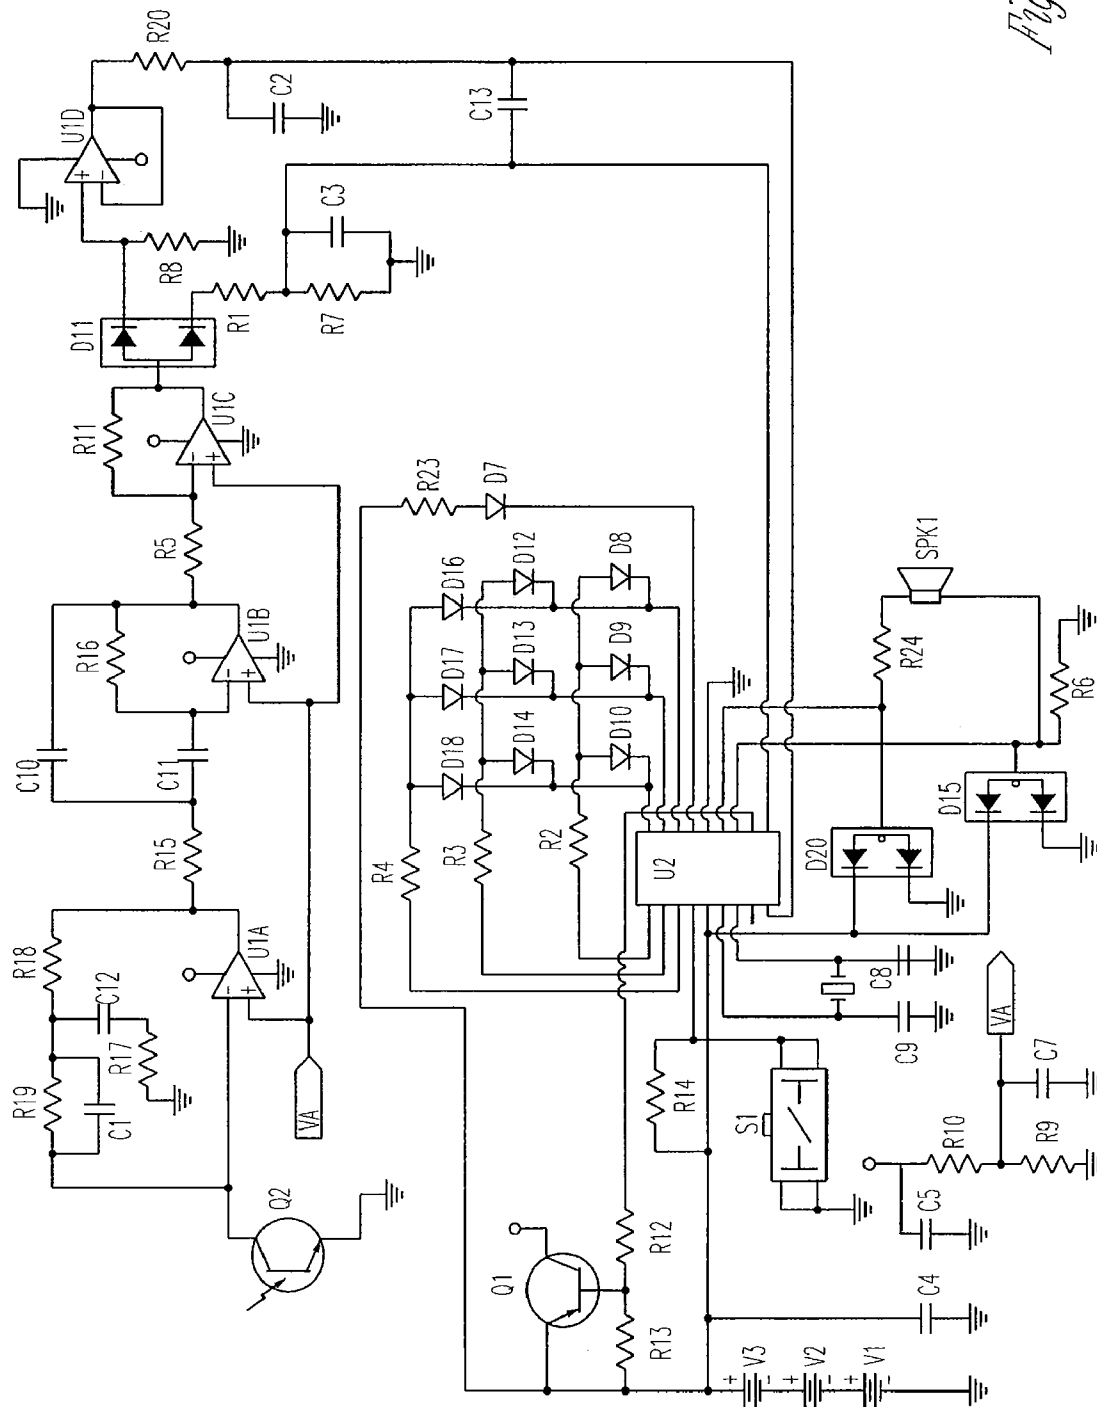 Fig
R20
U1D
+
-
C2
C13
R8
C3
D11
R1
R7
R11
U1C
-
+
R23
D7
R5
C10
R16
U1B
-
+
C11
D16
D12
D8
D17
D13
D9
D18
D14
D10
SPK1
R24
R6
R15
R4
R3
R2
U2
D20
D15
R18
U1A
-
+
C12
R19
R17
C1
VA
C8
C9
VA
R14
S1
C7
R10
R9
Q2
C5
Q1
R12
R13
C4
+
V3
-
+
V2
-
+
V1
-